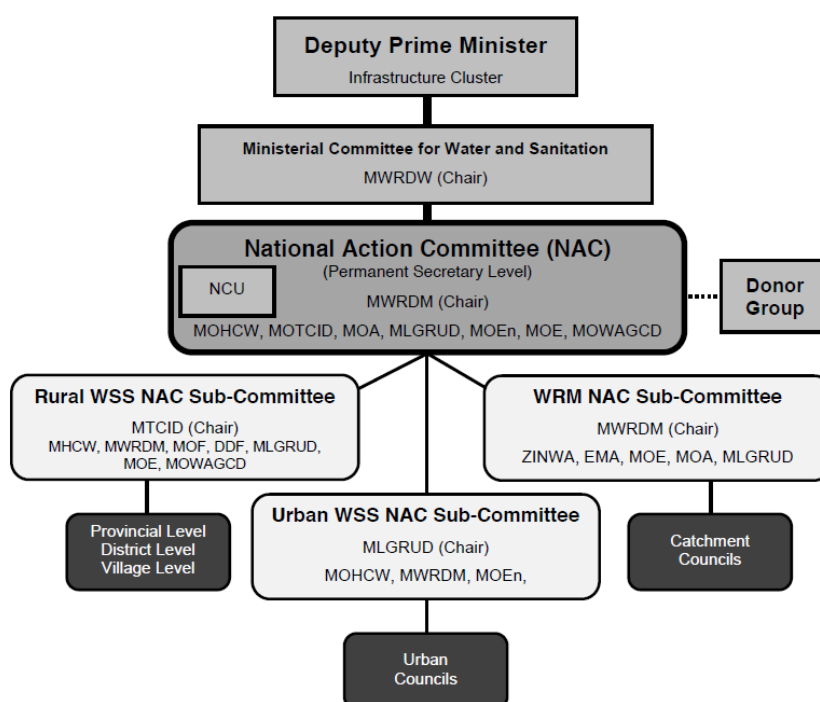 Deputy Prime Minister
Infrastructure Cluster
Ministerial Committee for Water and Sanitation
MWRDW (Chair)
National Action Committee (NAC)
(Permanent Secretary Level)
NCU
MWRDM (Chair)
MOHCW, MOTCID, MOA, MLGRUD, MOEn, MOE, MOWAGCD
Donor
Group
Rural WSS NAC Sub-Committee
MTCID (Chair)
MHCW, MWRDM, MOF, DDF, MLGRUD,
MOE, MOWAGCD
WRM NAC Sub-Committee
MWRDM (Chair)
ZINWA, EMA, MOE, MOA, MLGRUD
Urban WSS NAC Sub-Committee
MLGRUD (Chair)
MOHCW, MWRDM, MOEn,
Provincial Level
District Level
Village Level
Catchment
Councils
Urban
Councils